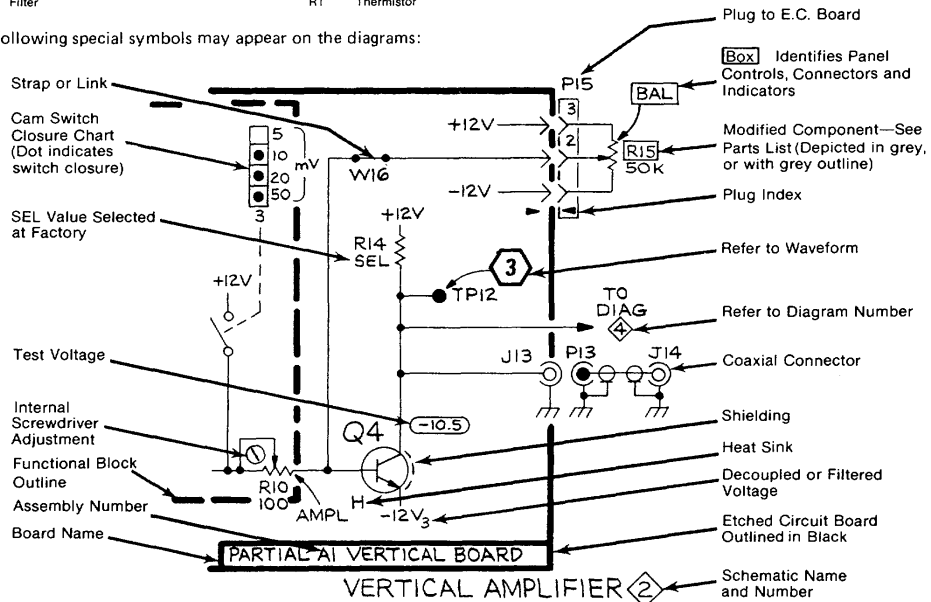 Filter
RT Thermistor
ollowing special symbols may appear on the diagrams:
Plug to E.C. Board
Box Identifies Panel
Controls, Connectors and
Indicators
Strap or Link
Cam Switch
Closure Chart
(Dot indicates
switch closure)
5
10
20
50
mV
3
P15
3
2
1
BAL
+12V
-12V
W16
R15
50K
Modified Component—See
Parts List (Depicted in grey,
or with grey outline)
Plug Index
SEL Value Selected
at Factory
+12V
R14
SEL
3
TP12
Refer to Waveform
+12V
TO
DIAG
4
Refer to Diagram Number
Test Voltage
J13
P13
J14
Coaxial Connector
-10.5
Internal
Screwdriver
Adjustment
Q4
Shielding
Heat Sink
Functional Block
Outline
R10
100
AMPL
H
-12V3
Decoupled or Filtered
Voltage
Assembly Number
Board Name
Etched Circuit Board
Outlined in Black
PARTIAL A1 VERTICAL BOARD
VERTICAL AMPLIFIER 2
Schematic Name
and Number